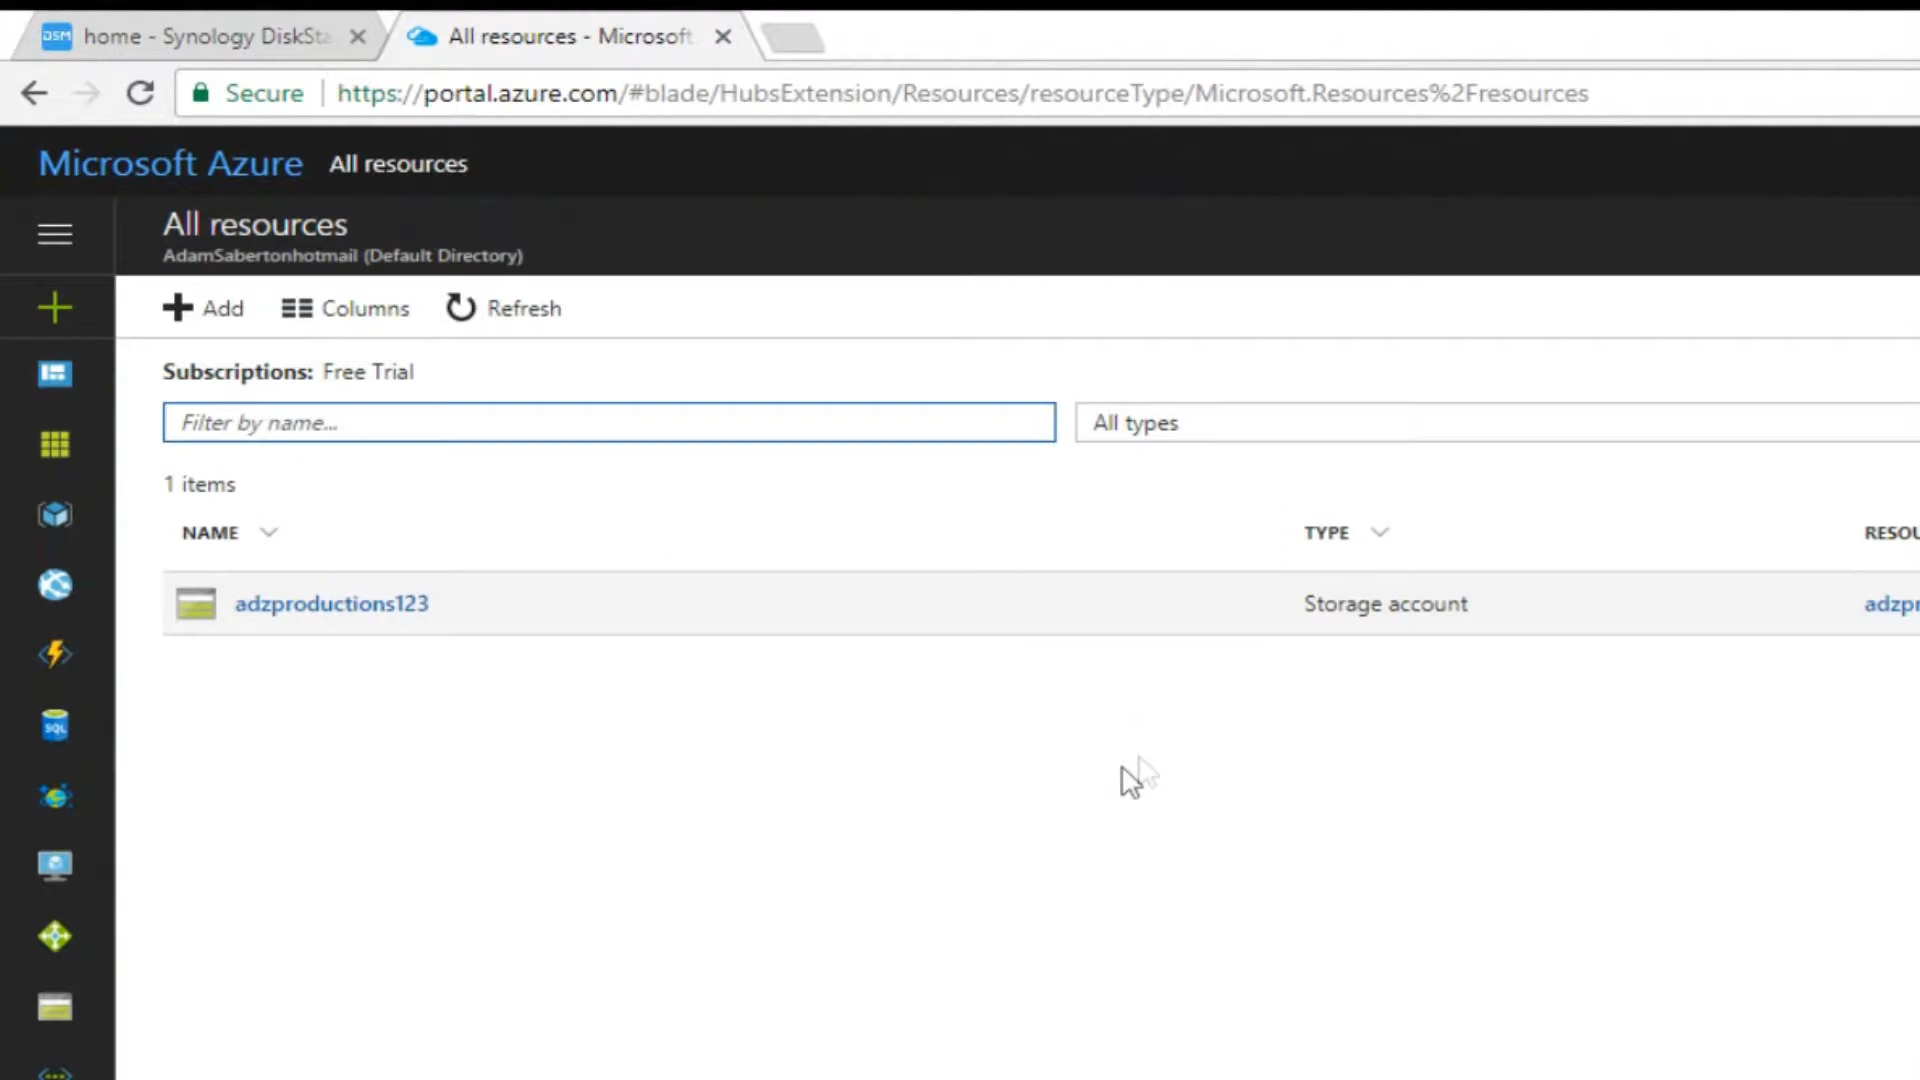 DSM home - Synology DiskSta
All resources - Microsoft
Secure https://portal.azure.com/#blade/HubsExtension/Resources/resourceType/Microsoft.Resources%2Fresources
Microsoft Azure All resources
All resources
AdamSabertonhotmail (Default Directory)
Add Columns Refresh
Subscriptions: Free Trial
Filter by name... All types
1 items
NAME TYPE RESOU
adzproductions123 Storage account adzpr
SQL